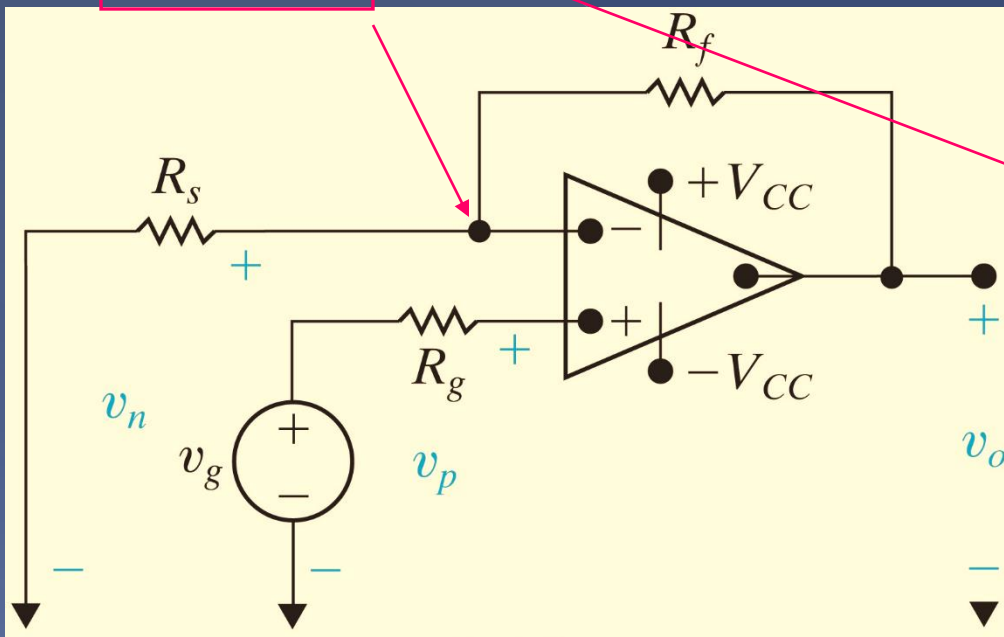 R_f
R_s
+V_CC
−
+
+
+
+
R_g
−V_CC
v_n
+
v_g
v_p
v_o
−
−
−
−